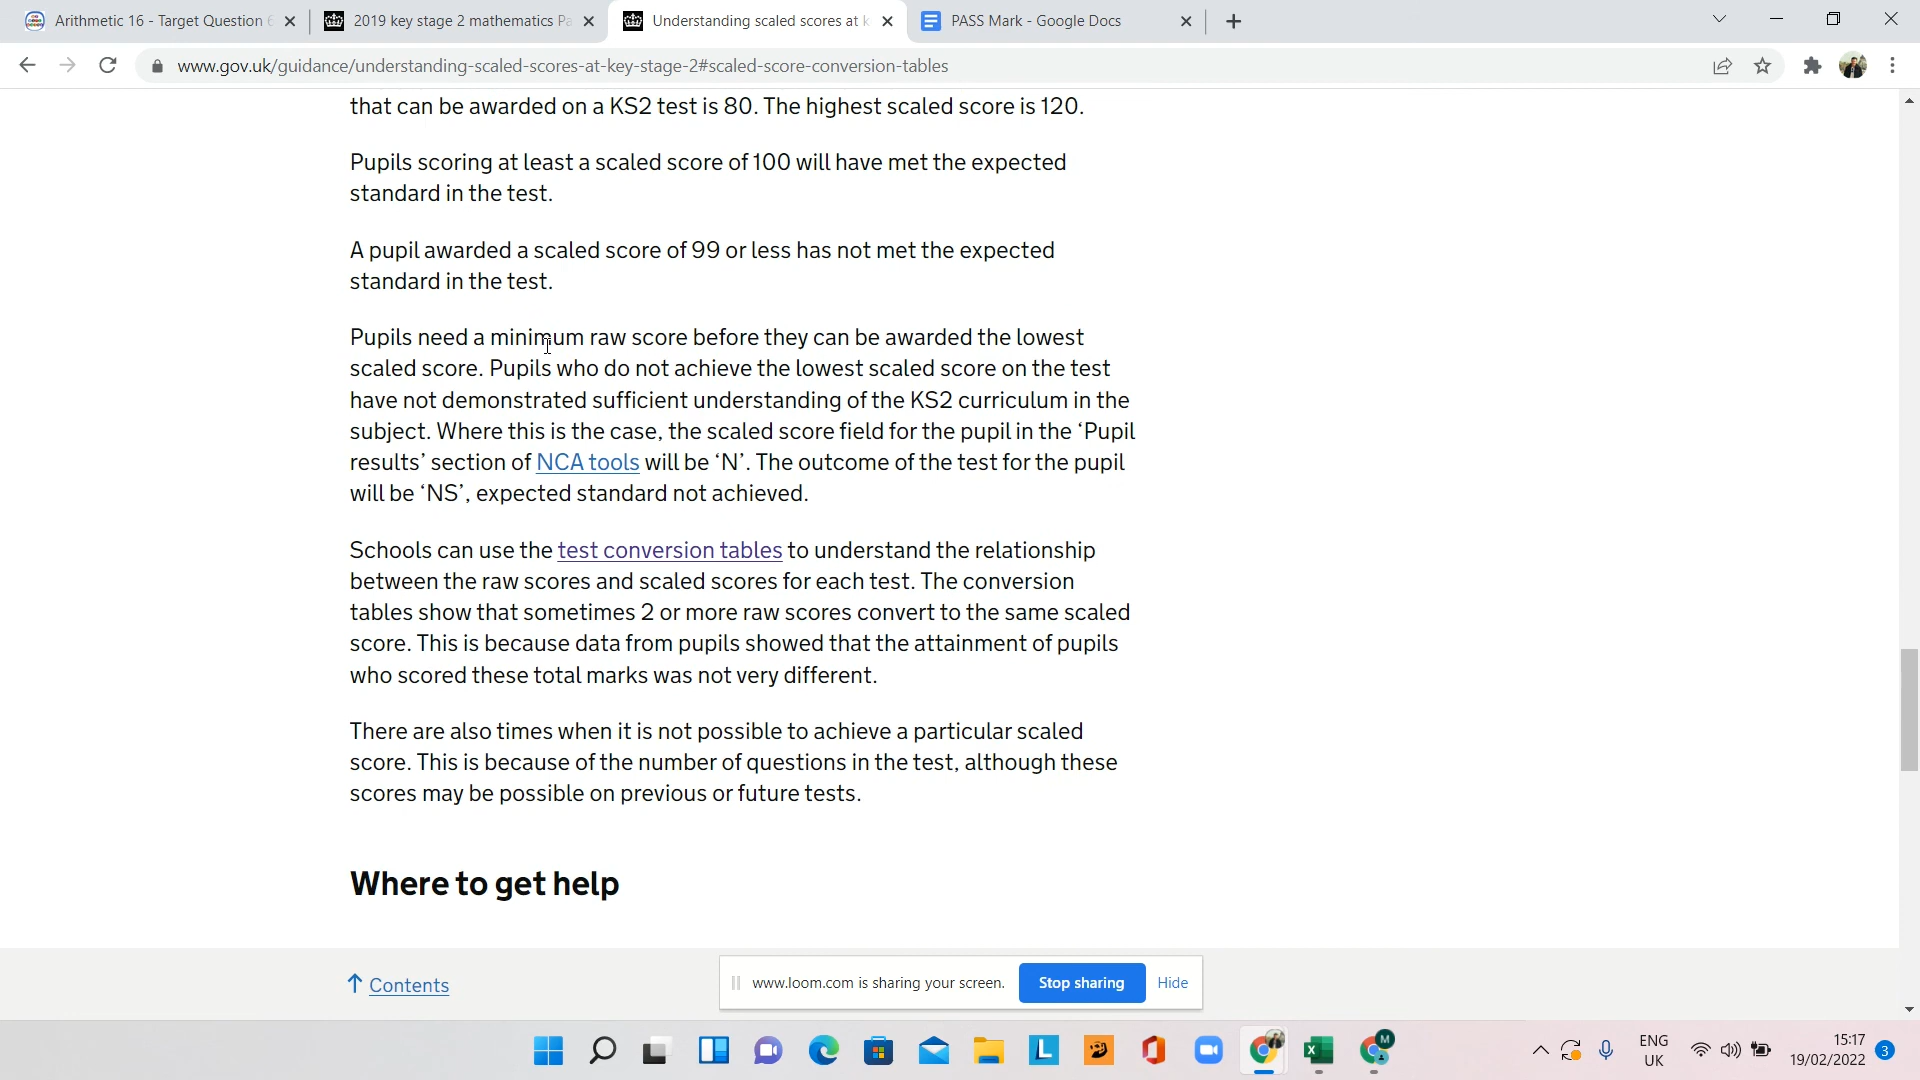 Arithmetic 16 - Target Question 6
2019 key stage 2 mathematics Pa
Understanding scaled scores at k
PASS Mark - Google Docs
www.gov.uk/guidance/understanding-scaled-scores-at-key-stage-2#scaled-score-conversion-tables
that can be awarded on a KS2 test is 80. The highest scaled score is 120.
Pupils scoring at least a scaled score of 100 will have met the expected
standard in the test.
A pupil awarded a scaled score of 99 or less has not met the expected
standard in the test.
Pupils need a minimum raw score before they can be awarded the lowest
scaled score. Pupils who do not achieve the lowest scaled score on the test
have not demonstrated sufficient understanding of the KS2 curriculum in the
subject. Where this is the case, the scaled score field for the pupil in the ‘Pupil
results’ section of NCA tools will be ‘N’. The outcome of the test for the pupil
will be ‘NS’, expected standard not achieved.
Schools can use the test conversion tables to understand the relationship
between the raw scores and scaled scores for each test. The conversion
tables show that sometimes 2 or more raw scores convert to the same scaled
score. This is because data from pupils showed that the attainment of pupils
who scored these total marks was not very different.
There are also times when it is not possible to achieve a particular scaled
score. This is because of the number of questions in the test, although these
scores may be possible on previous or future tests.
Where to get help
↑ Contents
www.loom.com is sharing your screen.
Stop sharing
Hide
L
X
M
ENG
UK
15:17
19/02/2022
3